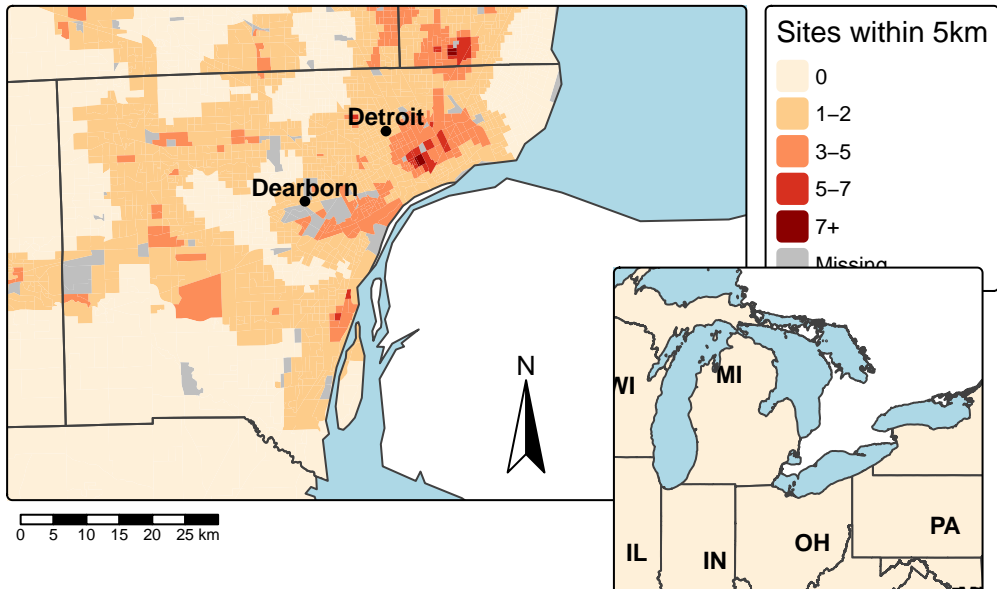 Detroit
Dearborn
N
0 5 10 15 20 25 km
Sites within 5km
0
1–2
3–5
5–7
7+
Missing
WI
MI
IL
IN
OH
PA